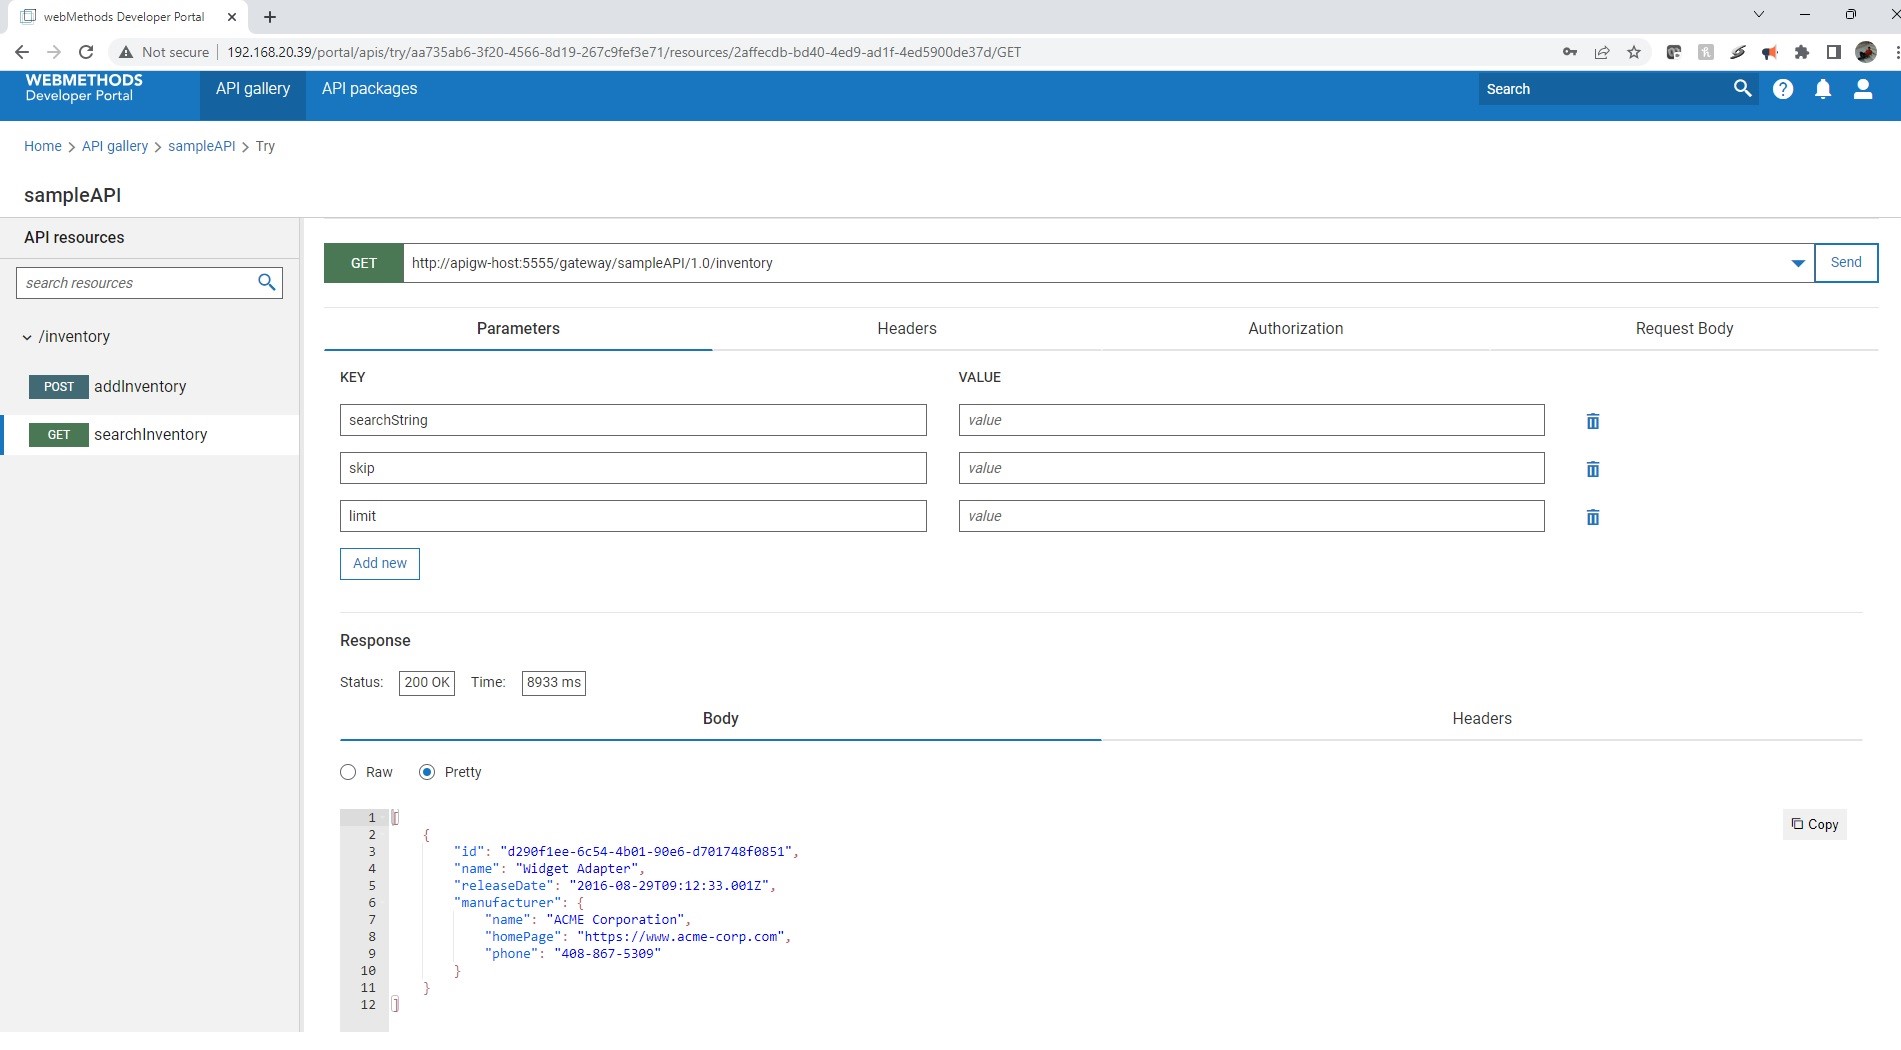 webMethods Developer Portal
Not secure
192.168.20.39/portal/apis/try/aa735ab6-3f20-4566-8d19-267c9fef3e71/resources/2affecdb-bd40-4ed9-ad1f-4ed5900de37d/GET
WEBMETHODS
Developer Portal
API gallery
API packages
Search
Home > API gallery > sampleAPI > Try
sampleAPI
API resources
search resources
/inventory
POST addInventory
GET searchInventory
GET http://apigw-host:5555/gateway/sampleAPI/1.0/inventory
Send
Parameters Headers Authorization Request Body
KEY VALUE
searchString value
skip value
limit value
Add new
Response
Status: 200 OK Time: 8933 ms
Body Headers
Raw Pretty
Copy
1 [
2 {
3 "id": "d290f1ee-6c54-4b01-90e6-d701748f0851",
4 "name": "Widget Adapter",
5 "releaseDate": "2016-08-29T09:12:33.001Z",
6 "manufacturer": {
7 "name": "ACME Corporation",
8 "homePage": "https://www.acme-corp.com",
9 "phone": "408-867-5309"
10 }
11 }
12 ]